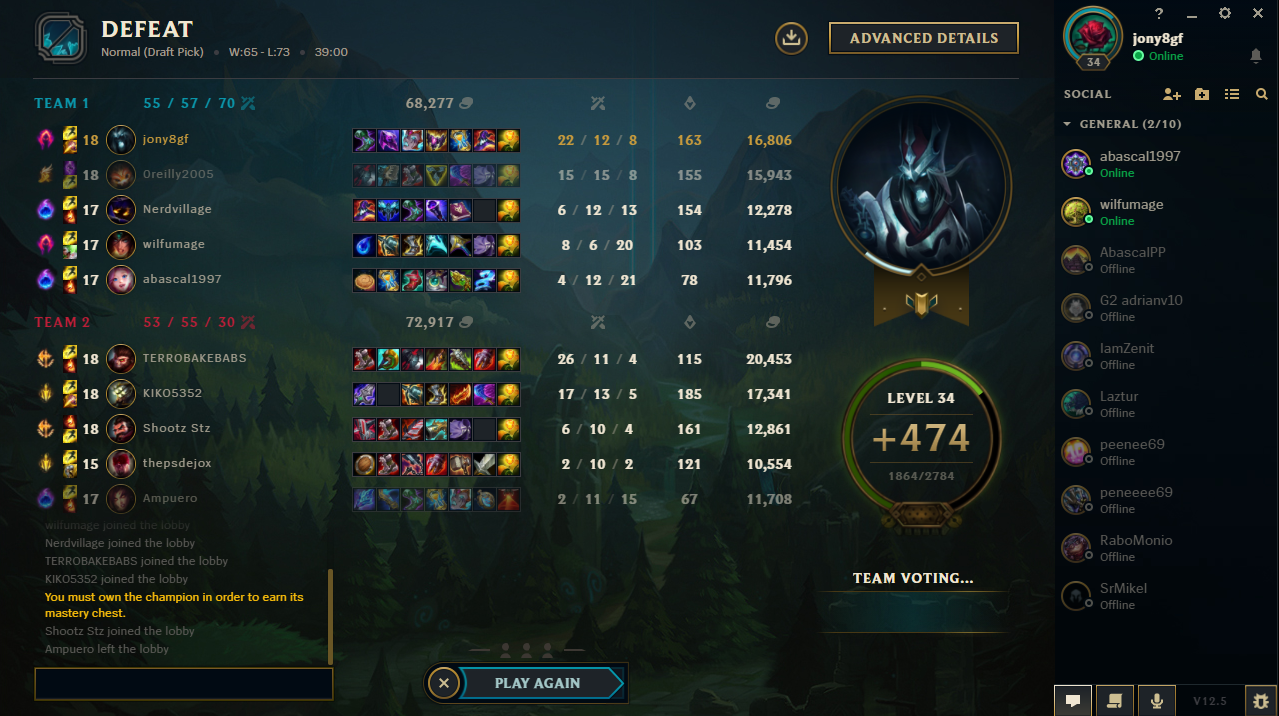 DEFEAT
Normal (Draft Pick) • W:65 - L:73 • 39:00
ADVANCED DETAILS
TEAM 1 55 / 57 / 70 68,277
18 jony8gf 22 / 12 / 8 163 16,806
18 0reilly2005 15 / 15 / 8 155 15,943
17 Nerdvillage 6 / 12 / 13 154 12,278
17 wilfumage 8 / 6 / 20 103 11,454
17 abascal1997 4 / 12 / 21 78 11,796
TEAM 2 53 / 55 / 30 72,917
18 TERROBAKEBABS 26 / 11 / 4 115 20,453
18 KIKO5352 17 / 13 / 5 185 17,341
18 Shootz Stz 6 / 10 / 4 161 12,861
15 thepsdejox 2 / 10 / 2 121 10,554
17 Ampuero 2 / 11 / 15 67 11,708
wilfumage joined the lobby
Nerdvillage joined the lobby
TERROBAKEBABS joined the lobby
KIKO5352 joined the lobby
You must own the champion in order to earn its
mastery chest.
Shootz Stz joined the lobby
Ampuero left the lobby
PLAY AGAIN
LEVEL 34
+474
1864/2784
TEAM VOTING...
?
34
jony8gf
Online
SOCIAL
GENERAL (2/10)
abascal1997
Online
wilfumage
Online
AbascalPP
Offline
G2 adrianv10
Offline
IamZenit
Offline
Laztur
Offline
peenee69
Offline
peneeee69
Offline
RaboMonio
Offline
SrMikel
Offline
V12.5